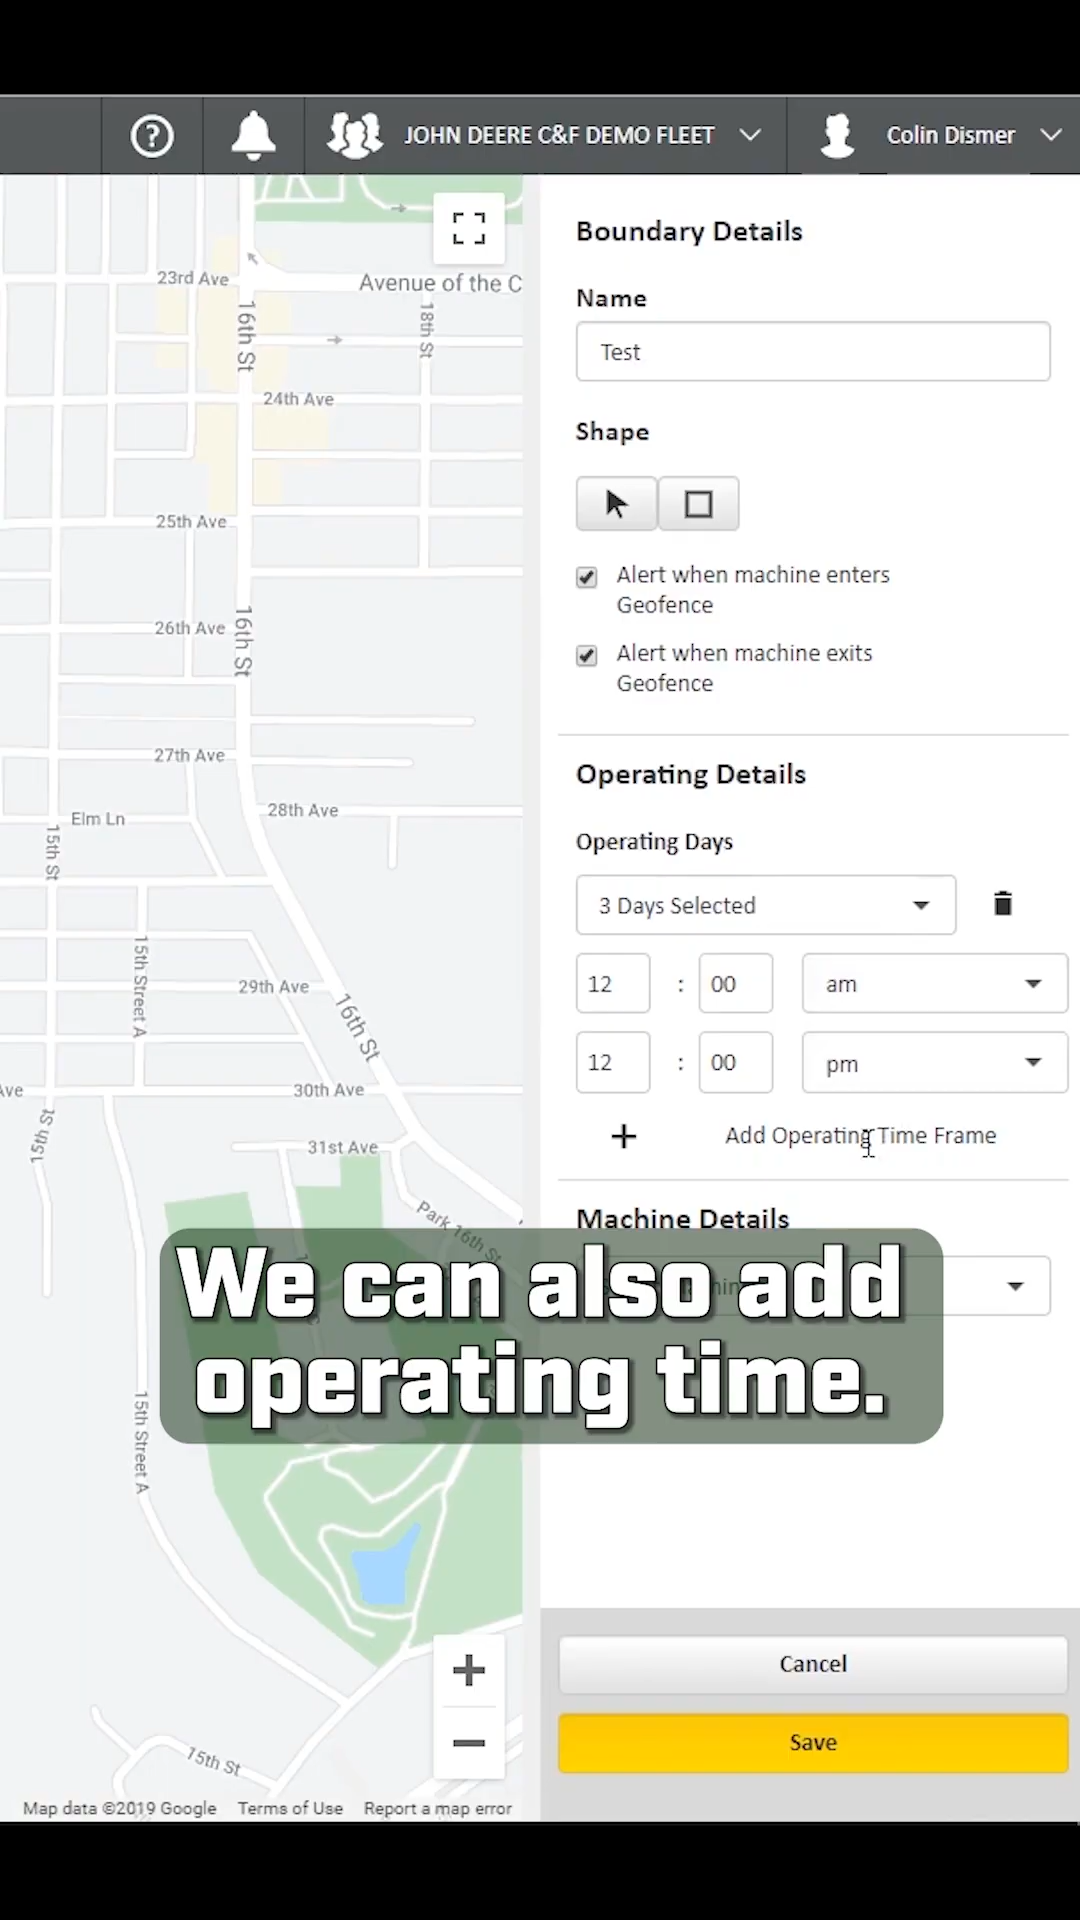 JOHN DEERE C&F DEMO FLEET
Colin Dismer
23rd Ave
Avenue of the C
16th St
18th St
24th Ave
25th Ave
26th Ave
16th St
27th Ave
28th Ave
Elm Ln
15th St
15th Street A
29th Ave
16th St
30th Ave
Ave
31st Ave
15th St
Park 16th St
15th Street A
15th St
Map data ©2019 Google
Terms of Use
Report a map error
Boundary Details
Name
Test
Shape
Alert when machine enters
Geofence
Alert when machine exits
Geofence
Operating Details
Operating Days
3 Days Selected
12 : 00 am
12 : 00 pm
+ Add Operating Time Frame
Machine Details
We can also add
operating time.
Cancel
Save